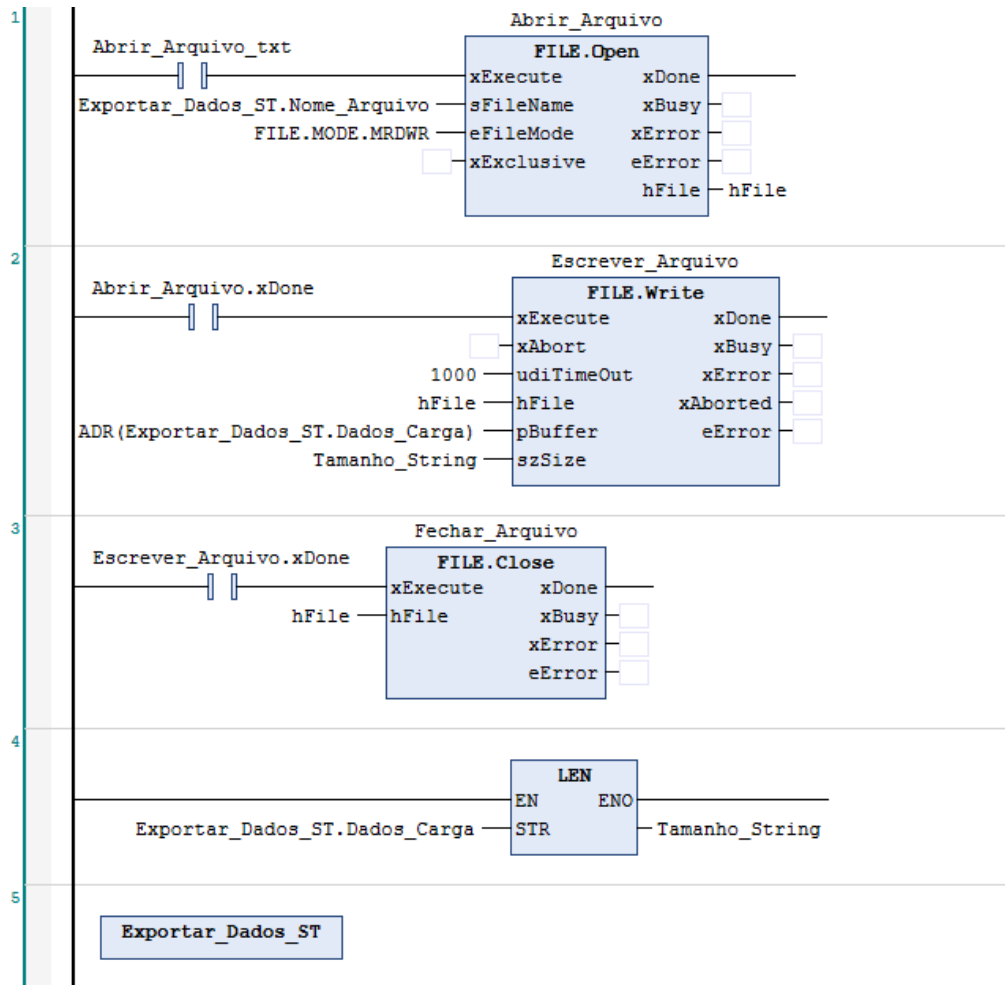 1
Abrir_Arquivo
Abrir_Arquivo_txt
FILE.Open
xExecute xDone
Exportar_Dados_ST.Nome_Arquivo sFileName xBusy
FILE.MODE.MRDWR eFileMode xError
xExclusive eError
hFile hFile
2
Escrever_Arquivo
Abrir_Arquivo.xDone
FILE.Write
xExecute xDone
xAbort xBusy
1000 udiTimeOut xError
hFile hFile xAborted
ADR(Exportar_Dados_ST.Dados_Carga) pBuffer eError
Tamanho_String szSize
3
Fechar_Arquivo
Escrever_Arquivo.xDone
FILE.Close
xExecute xDone
hFile hFile xBusy
xError
eError
4
LEN
EN ENO
Exportar_Dados_ST.Dados_Carga STR Tamanho_String
5
Exportar_Dados_ST